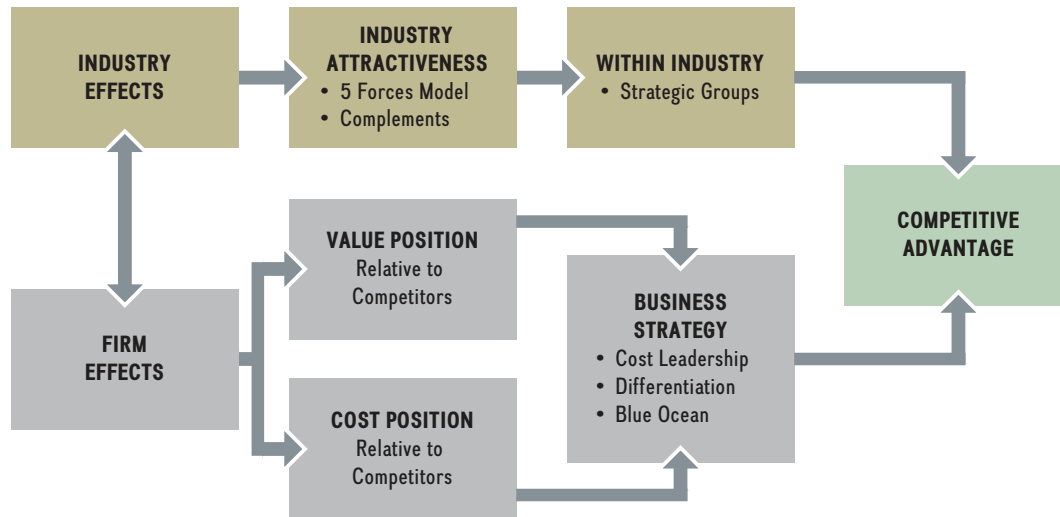 INDUSTRY
EFFECTS
INDUSTRY
ATTRACTIVENESS
• 5 Forces Model
• Complements
WITHIN INDUSTRY
• Strategic Groups
COMPETITIVE
ADVANTAGE
FIRM
EFFECTS
VALUE POSITION
Relative to
Competitors
COST POSITION
Relative to
Competitors
BUSINESS
STRATEGY
• Cost Leadership
• Differentiation
• Blue Ocean